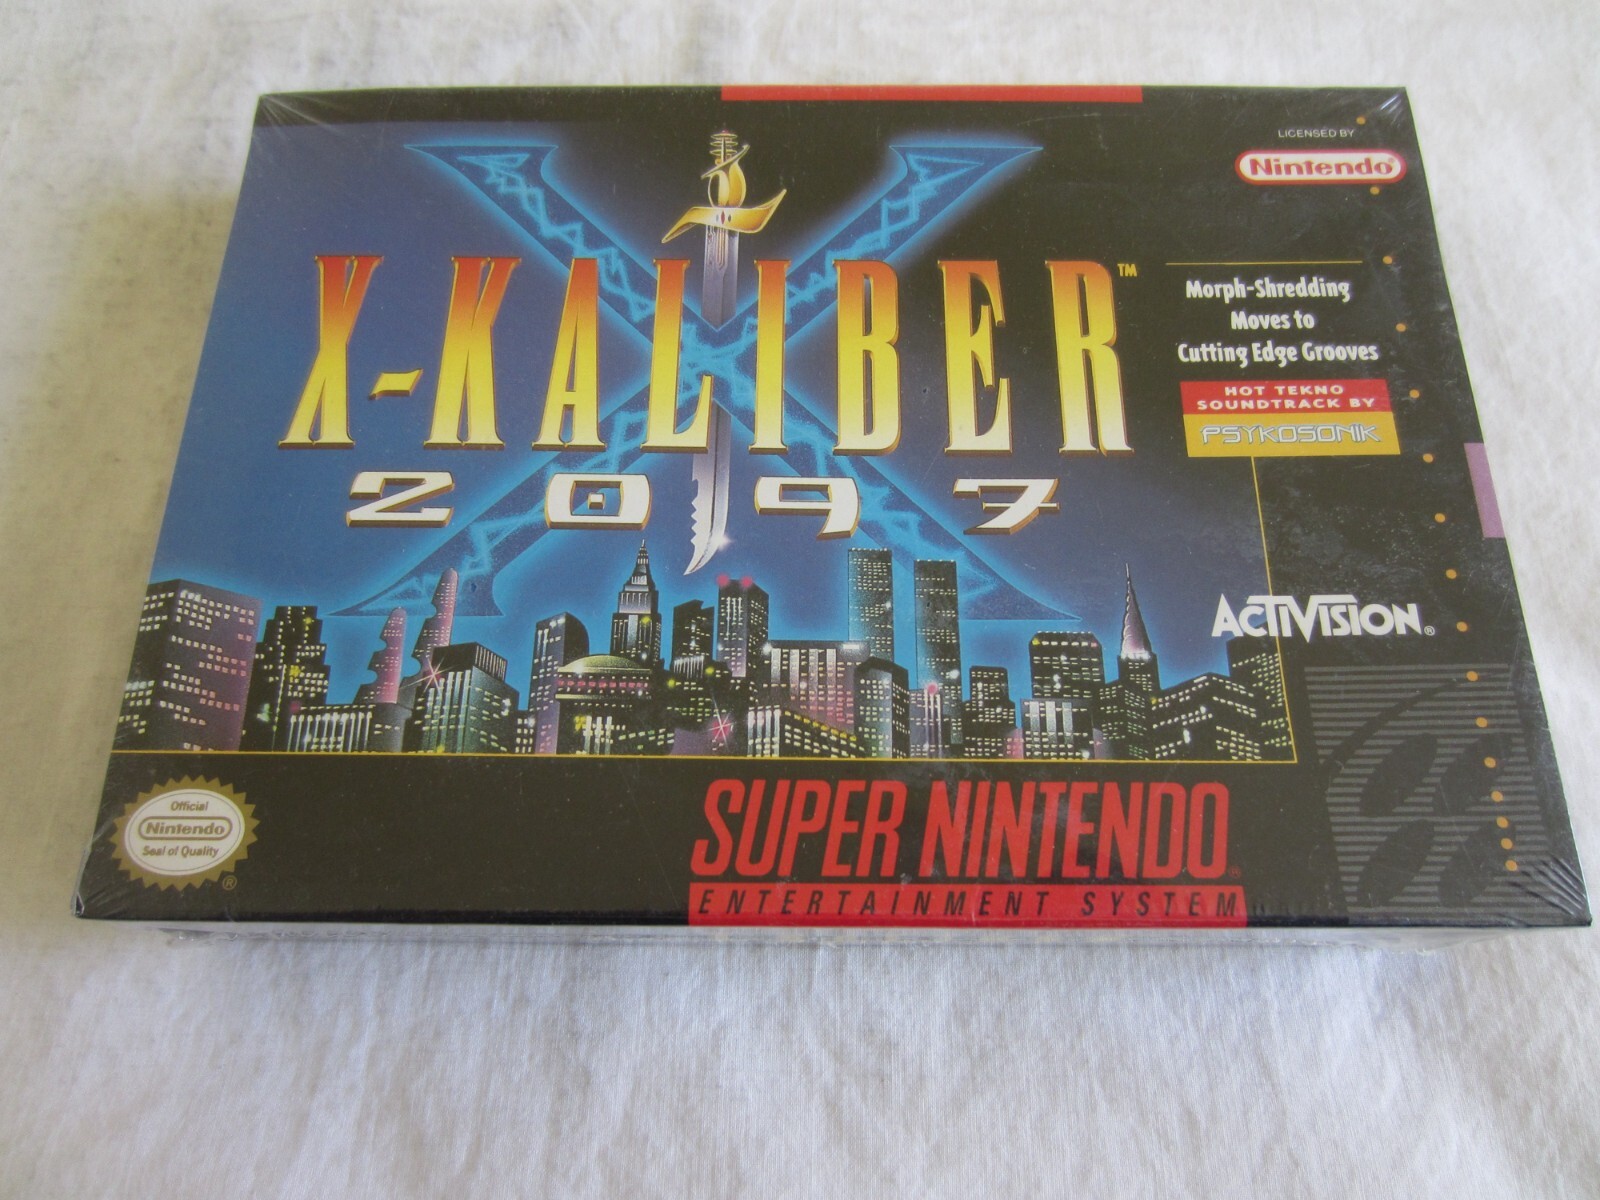 LICENSED BY
Nintendo®
X-KALIBER™
2097
Morph-Shredding
Moves to
Cutting Edge Grooves
HOT TEKNO
SOUNDTRACK BY
PSYKOSONIK
ACTIVISION®
Official
Nintendo
Seal of Quality
®
SUPER NINTENDO®
ENTERTAINMENT SYSTEM